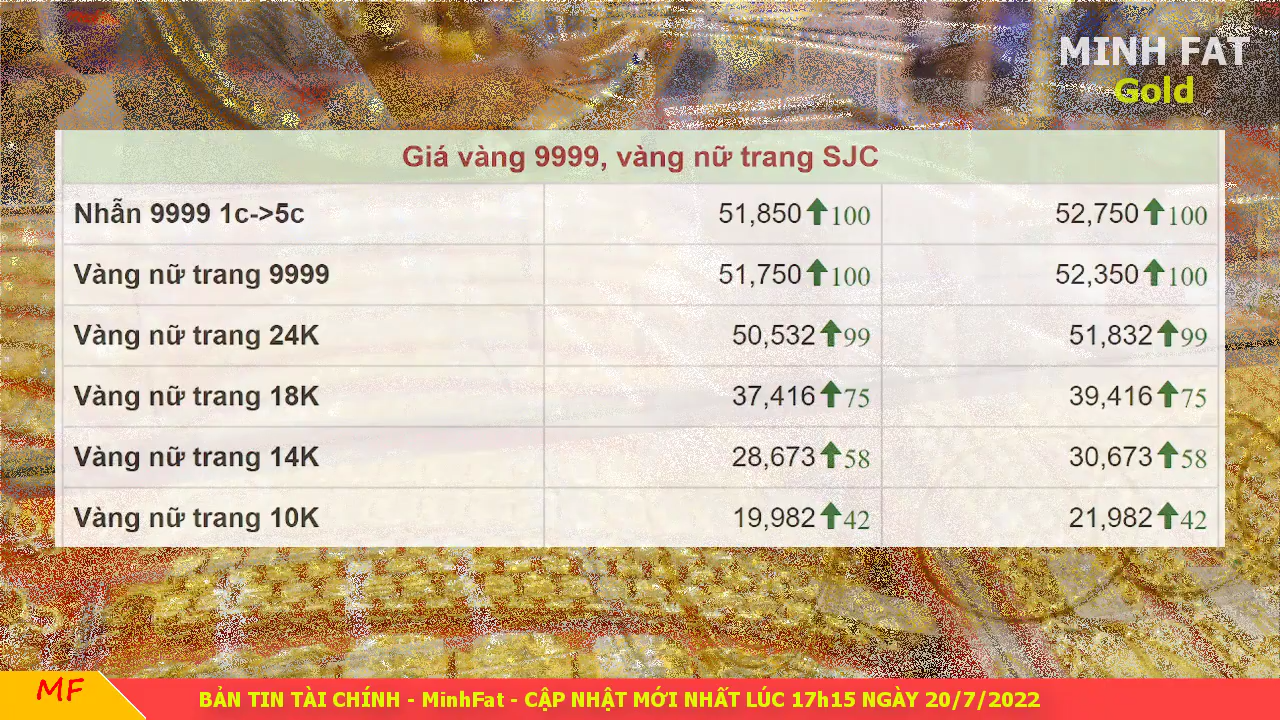 MINH FAT
Gold
Giá vàng 9999, vàng nữ trang SJC
Nhẫn 9999 1c->5c 51,850 100 52,750 100
Vàng nữ trang 9999 51,750 100 52,350 100
Vàng nữ trang 24K 50,532 99 51,832 99
Vàng nữ trang 18K 37,416 75 39,416 75
Vàng nữ trang 14K 28,673 58 30,673 58
Vàng nữ trang 10K 19,982 42 21,982 42
MF
BẢN TIN TÀI CHÍNH - MinhFat - CẬP NHẬT MỚI NHẤT LÚC 17h15 NGÀY 20/7/2022